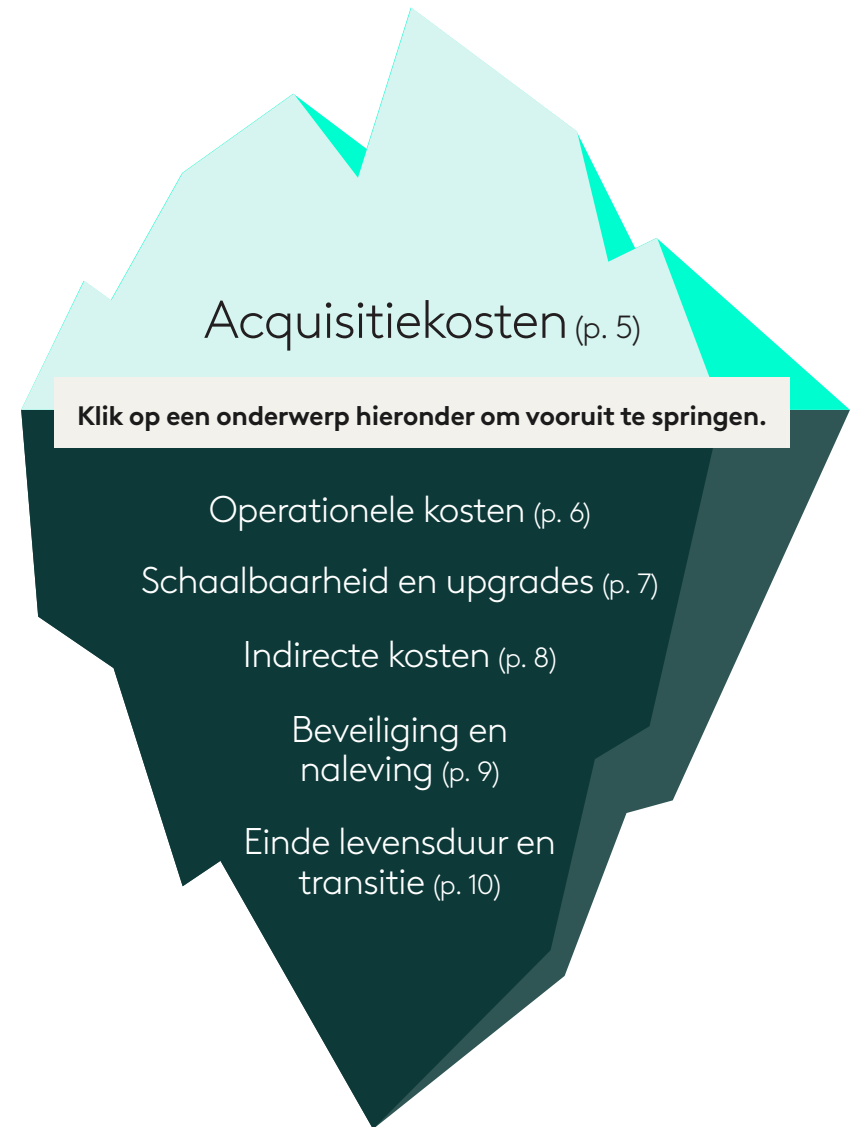 Acquisitiekosten (p. 5)
Klik op een onderwerp hieronder om vooruit te springen.
Operationele kosten (p. 6)
Schaalbaarheid en upgrades (p. 7)
Indirecte kosten (p. 8)
Beveiliging en
naleving (p. 9)
Einde levensduur en
transitie (p. 10)